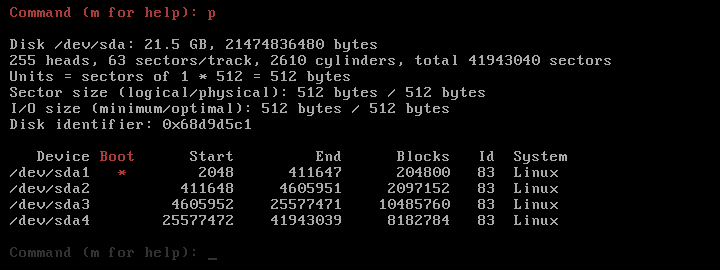 Command (m for help): p
Disk /dev/sda: 21.5 GB, 21474836480 bytes
255 heads, 63 sectors/track, 2610 cylinders, total 41943040 sectors
Units = sectors of 1 * 512 = 512 bytes
Sector size (logical/physical): 512 bytes / 512 bytes
I/O size (minimum/optimal): 512 bytes / 512 bytes
Disk identifier: 0x68d9d5c1
Device Boot Start End Blocks Id System
/dev/sda1 * 2048 411647 204800 83 Linux
/dev/sda2 411648 4605951 2097152 83 Linux
/dev/sda3 4605952 25577471 10485760 83 Linux
/dev/sda4 25577472 41943039 8182784 83 Linux
Command (m for help): _